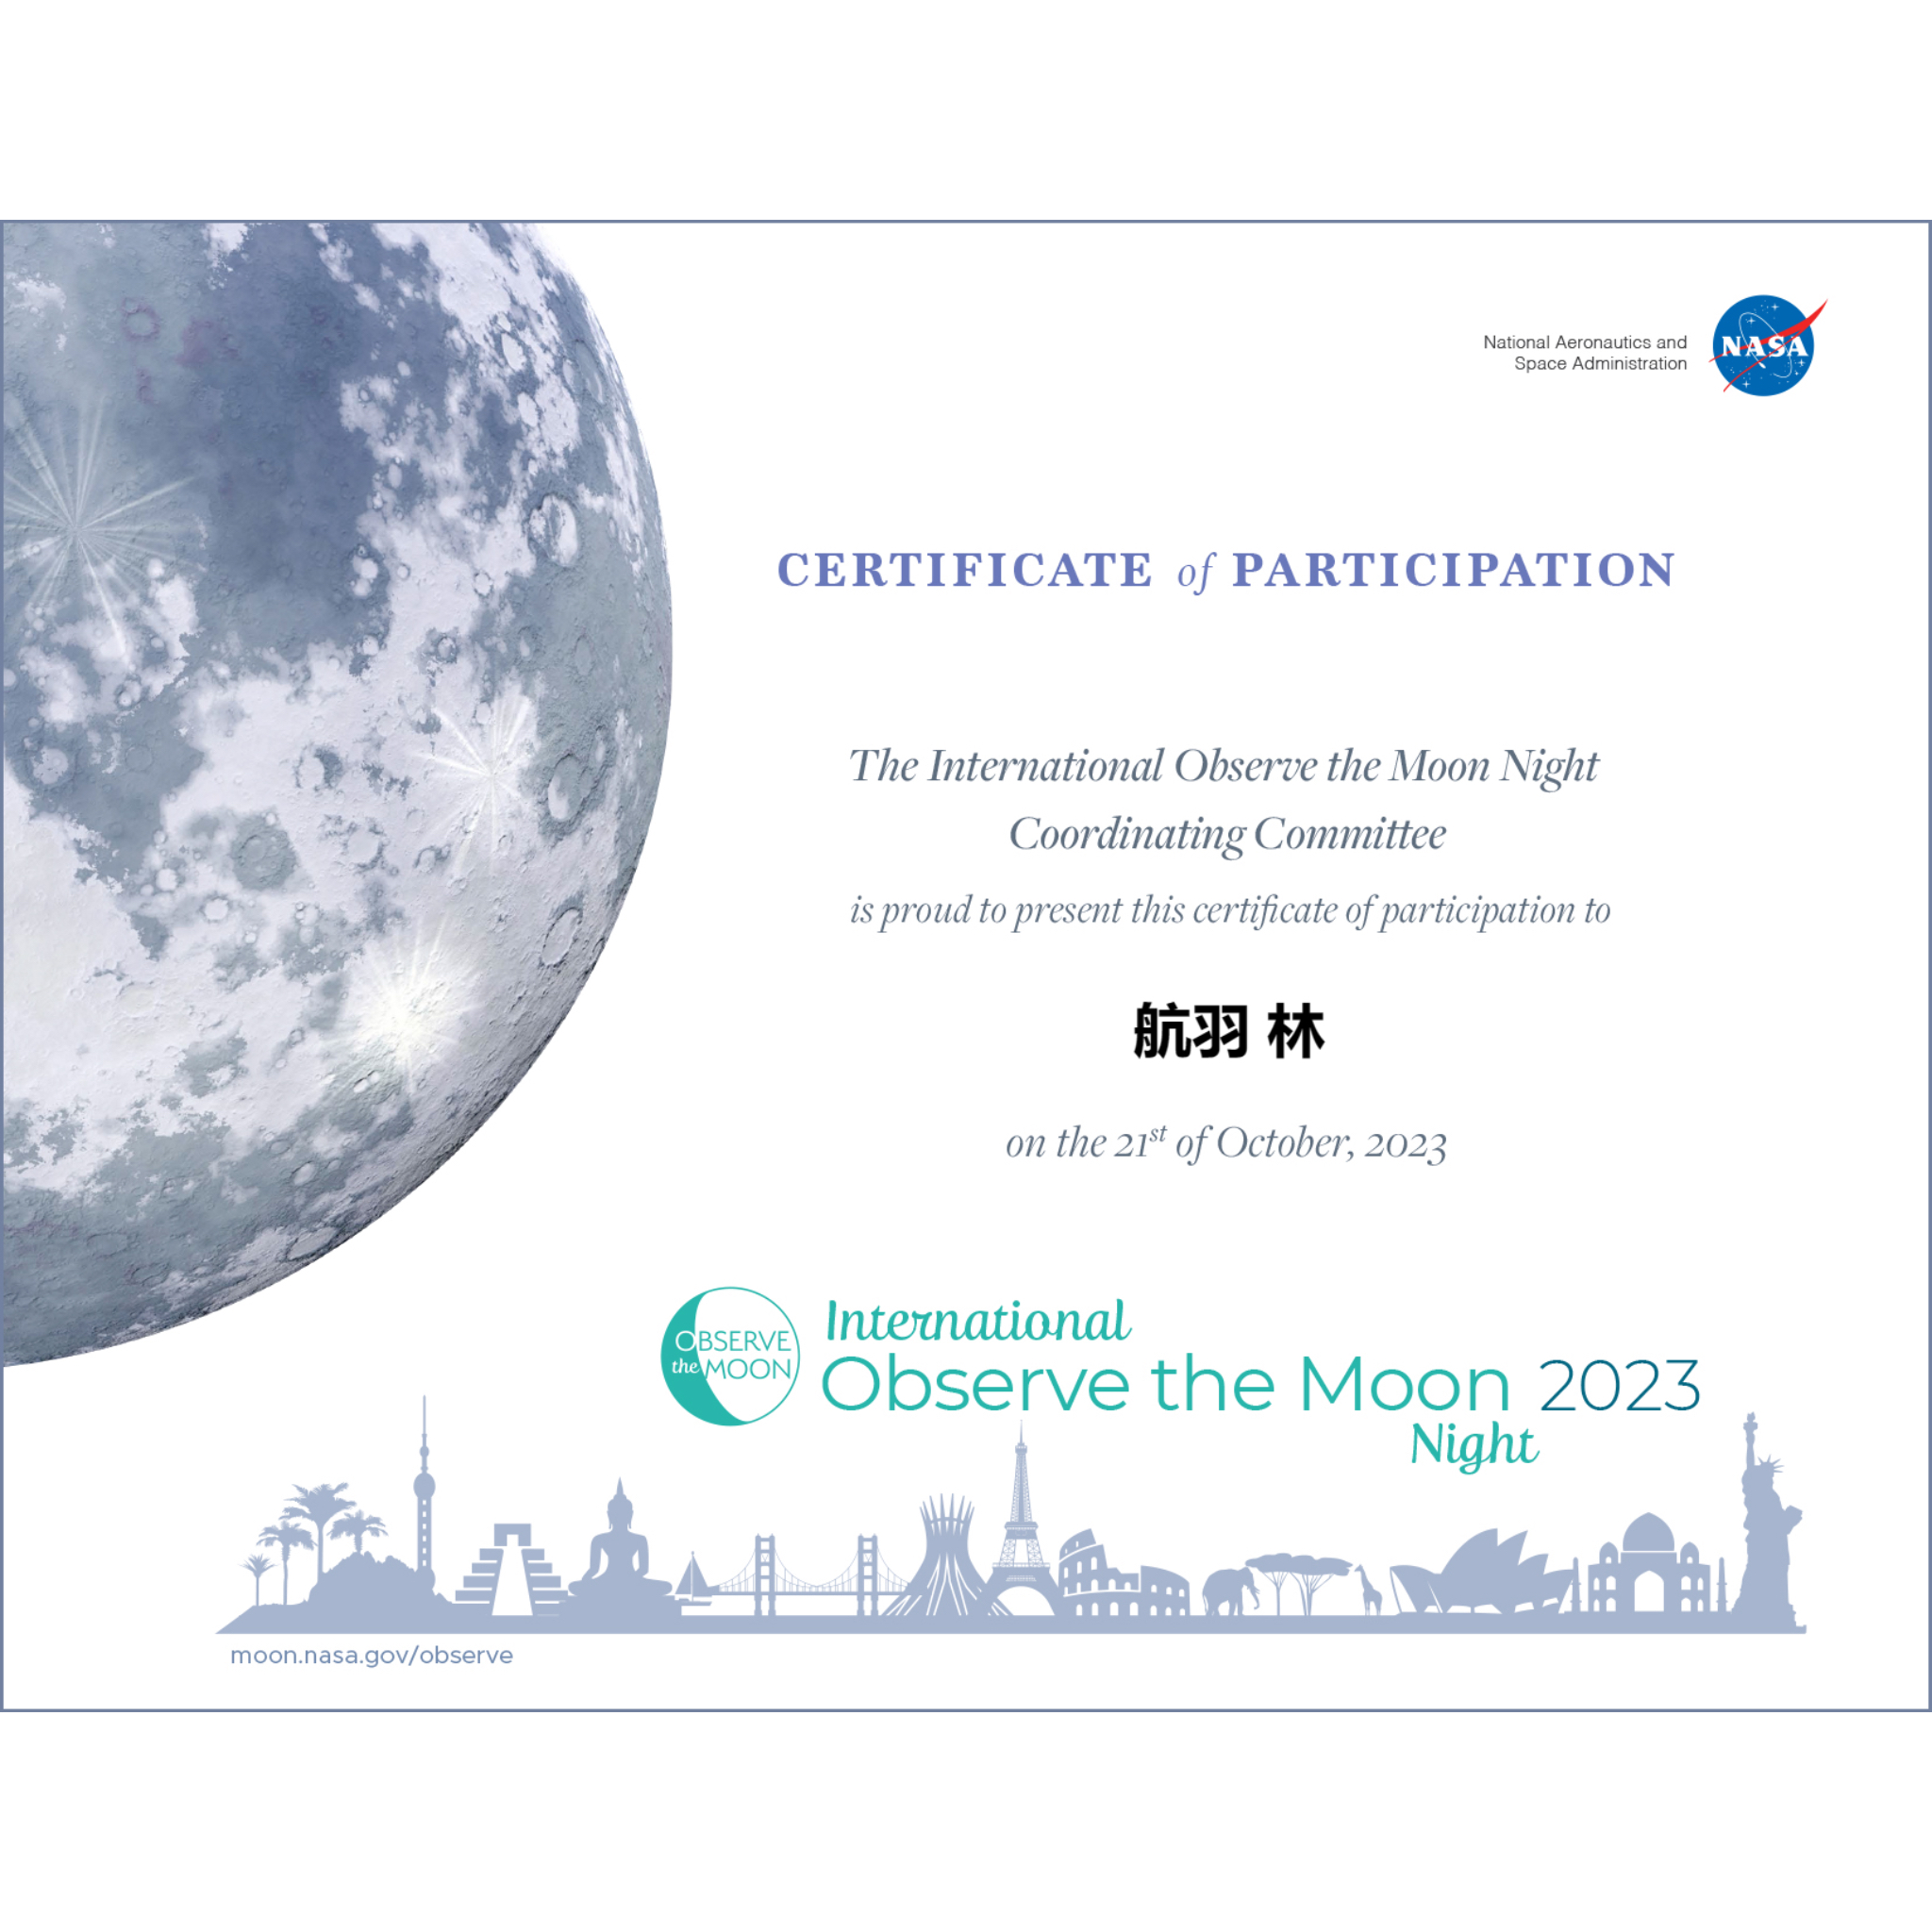 National Aeronautics and
Space Administration
NASA
CERTIFICATE of PARTICIPATION
The International Observe the Moon Night
Coordinating Committee
is proud to present this certificate of participation to
航羽 林
on the 21st of October, 2023
OBSERVE
the MOON
International
Observe the Moon 2023
Night
moon.nasa.gov/observe